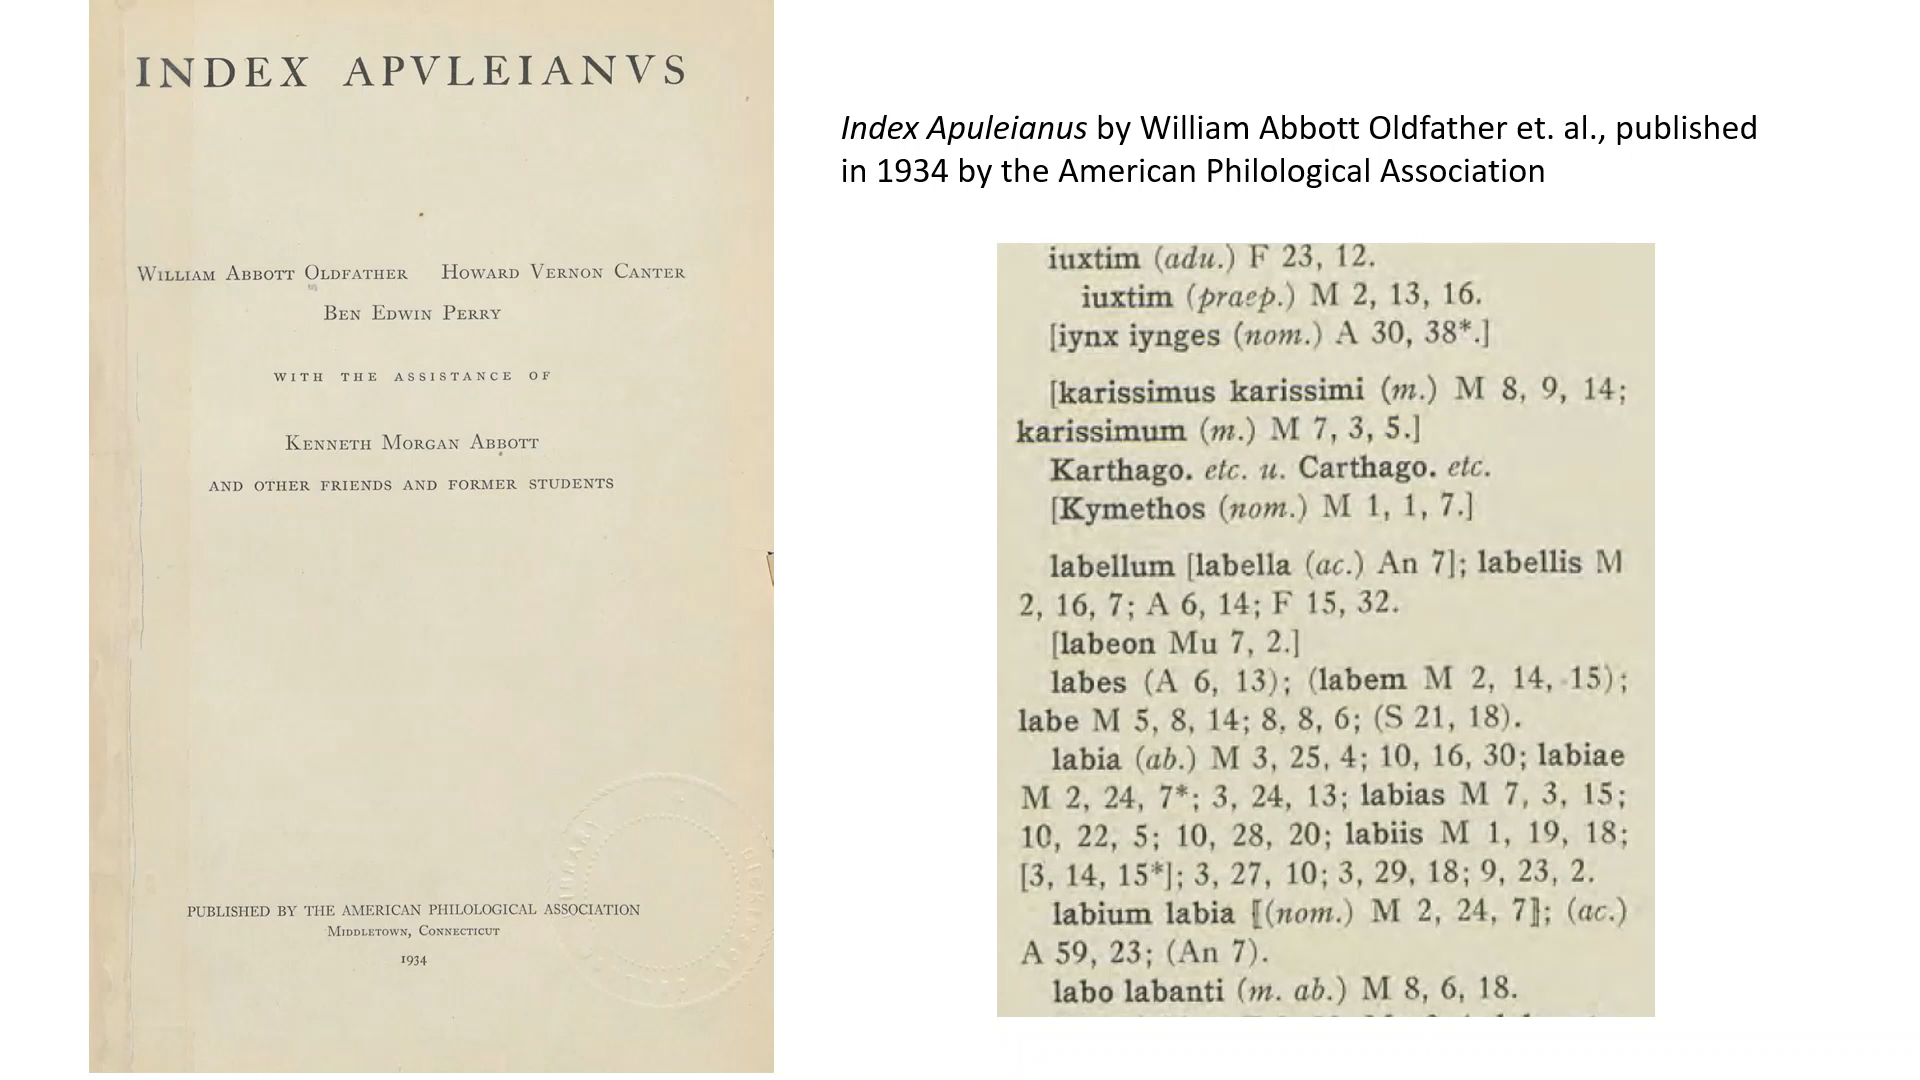 INDEX APVLEIANVS
WILLIAM ABBOTT OLDFATHER HOWARD VERNON CANTER
BEN EDWIN PERRY
WITH THE ASSISTANCE OF
KENNETH MORGAN ABBOTT
AND OTHER FRIENDS AND FORMER STUDENTS
PUBLISHED BY THE AMERICAN PHILOLOGICAL ASSOCIATION
MIDDLETOWN, CONNECTICUT
1934
Index Apuleianus by William Abbott Oldfather et. al., published
in 1934 by the American Philological Association
iuxtim (adu.) F 23, 12.
iuxtim (praep.) M 2, 13, 16.
[iynx iynges (nom.) A 30, 38*.]
[karissimus karissimi (m.) M 8, 9, 14;
karissimum (m.) M 7, 3, 5.]
Karthago. etc. u. Carthago. etc.
[Kymethos (nom.) M 1, 1, 7.]
labellum [labella (ac.) An 7]; labellis M
2, 16, 7; A 6, 14; F 15, 32.
[labeon Mu 7, 2.]
labes (A 6, 13); (labem M 2, 14, 15);
labe M 5, 8, 14; 8, 8, 6; (S 21, 18).
labia (ab.) M 3, 25, 4; 10, 16, 30; labiae
M 2, 24, 7*; 3, 24, 13; labias M 7, 3, 15;
10, 22, 5; 10, 28, 20; labiis M 1, 19, 18;
[3, 14, 15*]; 3, 27, 10; 3, 29, 18; 9, 23, 2.
labium labia ⟦(nom.) M 2, 24, 7⟧; (ac.)
A 59, 23; (An 7).
labo labanti (m. ab.) M 8, 6, 18.